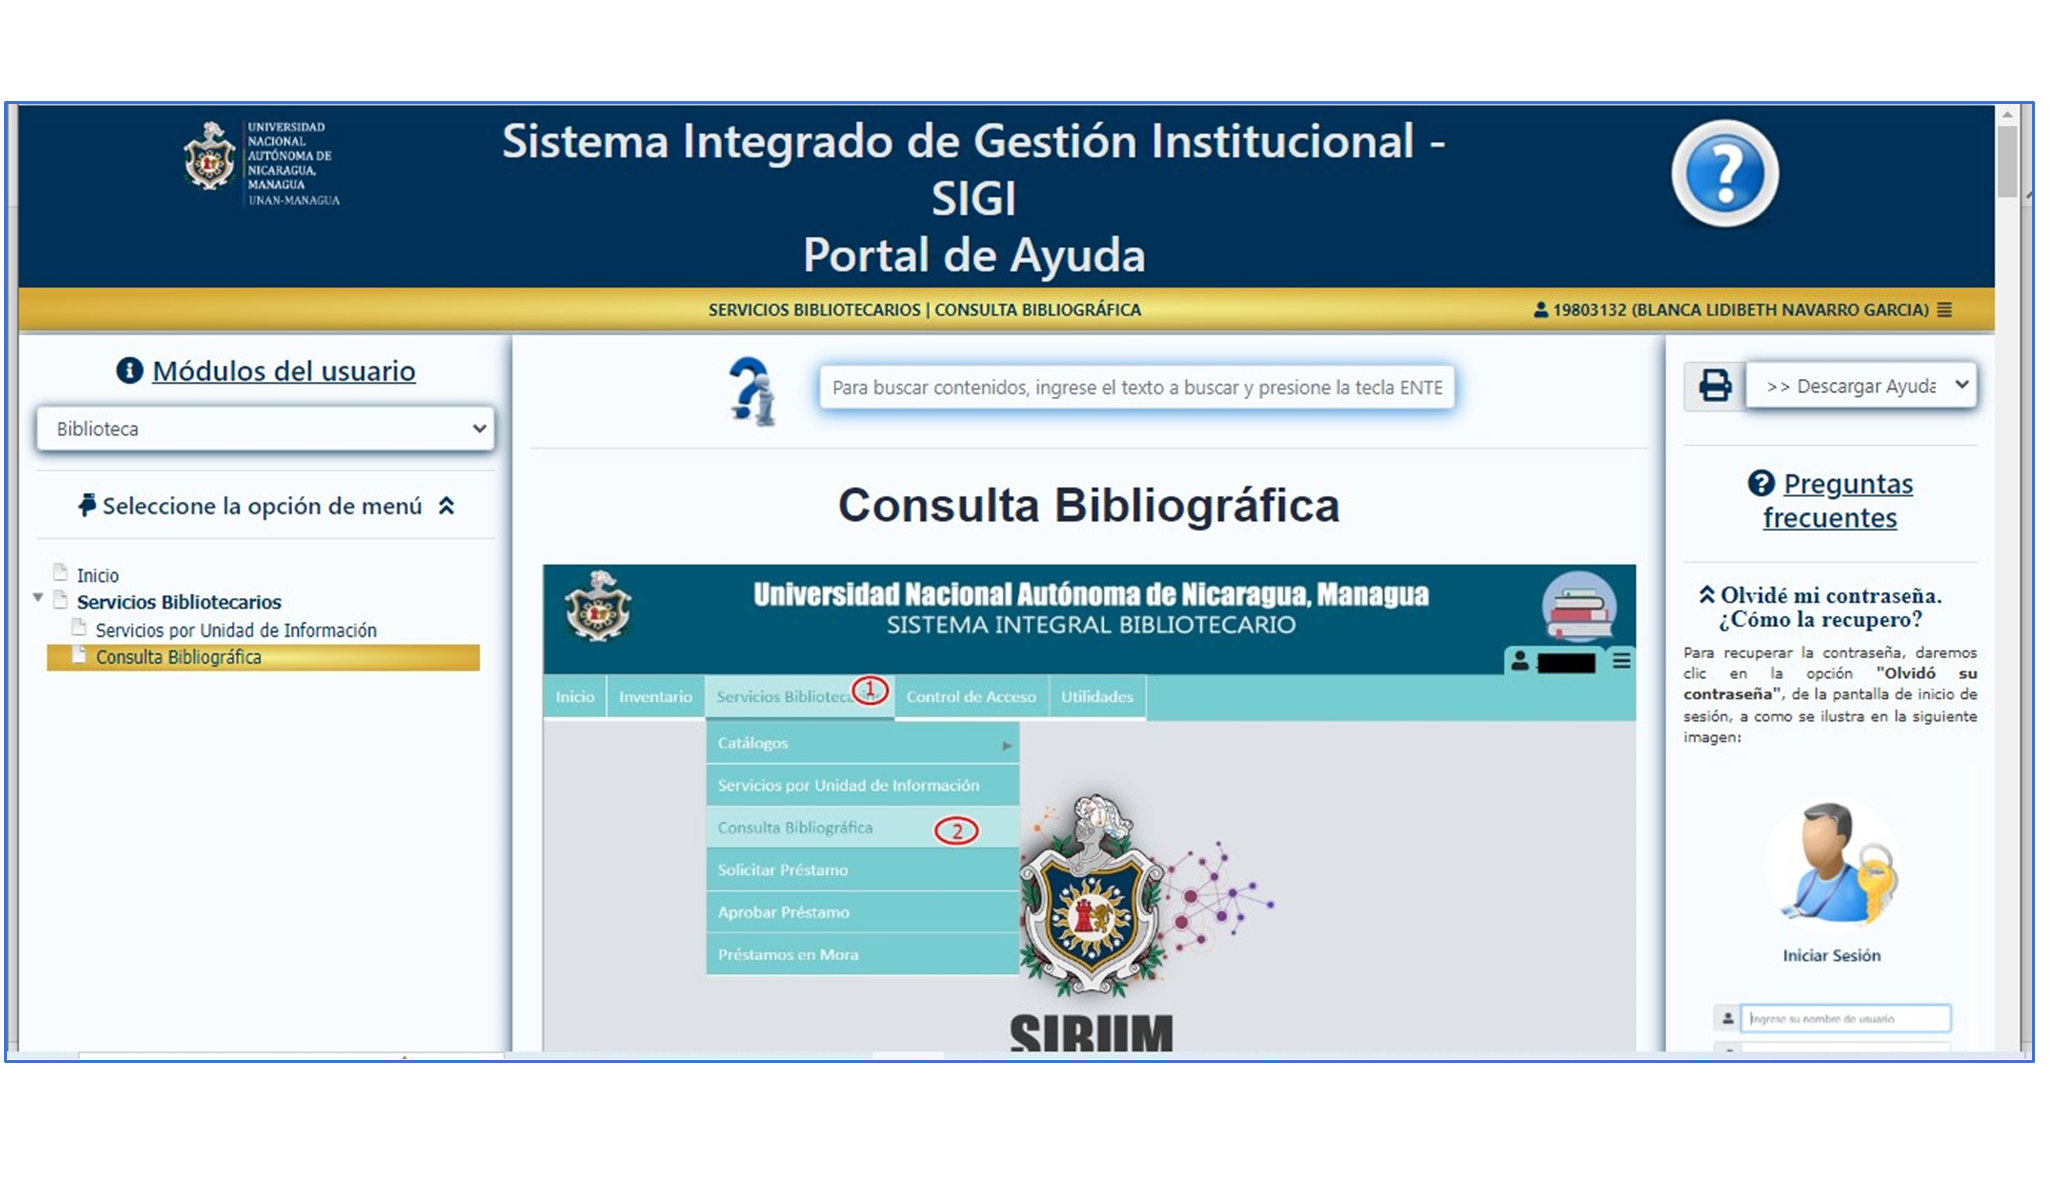 UNIVERSIDAD
NACIONAL
AUTÓNOMA DE
NICARAGUA,
MANAGUA
UNAN-MANAGUA
Sistema Integrado de Gestión Institucional -
SIGI
Portal de Ayuda
SERVICIOS BIBLIOTECARIOS | CONSULTA BIBLIOGRÁFICA
19803132 (BLANCA LIDIBETH NAVARRO GARCIA)
Módulos del usuario
Biblioteca
Seleccione la opción de menú
Inicio
Servicios Bibliotecarios
Servicios por Unidad de Información
Consulta Bibliográfica
Para buscar contenidos, ingrese el texto a buscar y presione la tecla ENTE
Consulta Bibliográfica
Universidad Nacional Autónoma de Nicaragua, Managua
SISTEMA INTEGRAL BIBLIOTECARIO
Inicio Inventario Servicios 1 Control de Acceso Utilidades
Catálogos
Servicios por Unidad de Información
Consulta Bibliográfica 2
Solicitar Préstamo
Aprobar Préstamo
Préstamos en Mora
>> Descargar Ayuda
Preguntas
frecuentes
Olvidé mi contraseña.
¿Cómo la recupero?
Para recuperar la contraseña, daremos
clic en la opción "Olvidó su
contraseña", de la pantalla de inicio de
sesión, a como se ilustra en la siguiente
imagen:
Iniciar Sesión
Ingrese su nombre de usuario